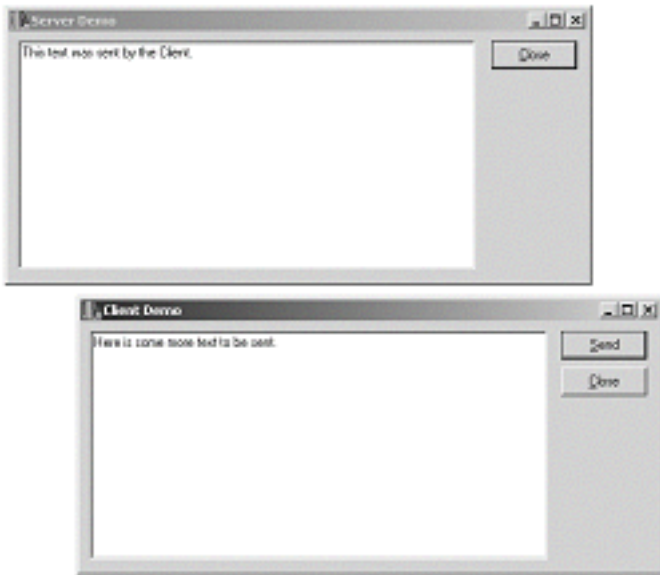 Server Demo
This text was sent by the Client.
Close
Client Demo
Here is some more text to be sent.
Send
Close